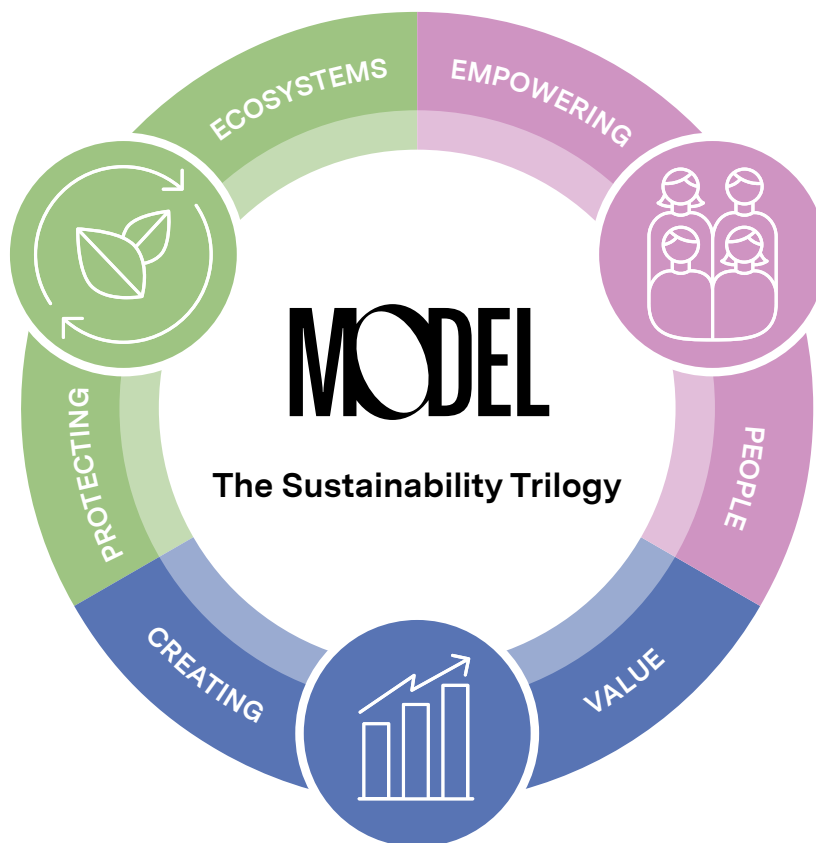 PROTECTING
ECOSYSTEMS
EMPOWERING
PEOPLE
CREATING
VALUE
MODEL
The Sustainability Trilogy